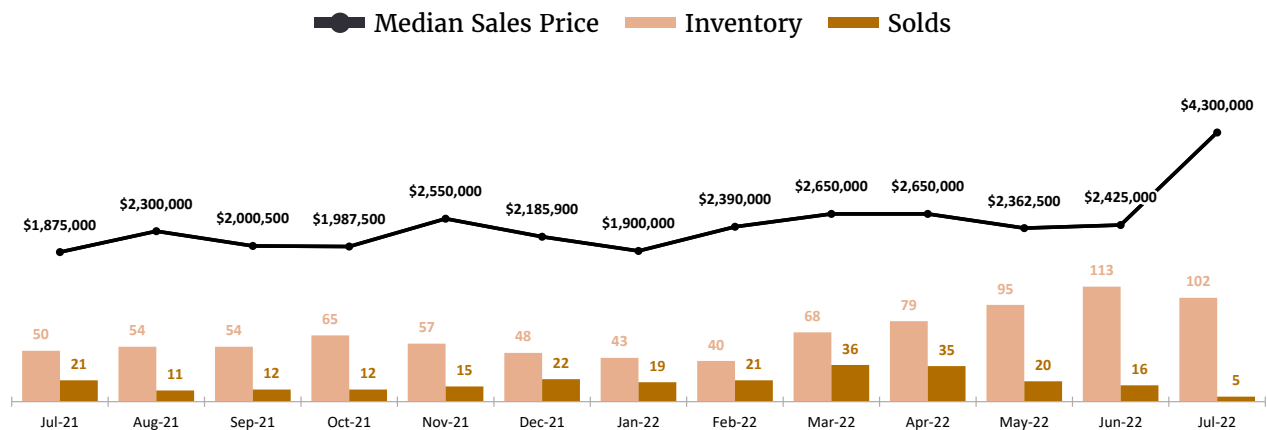 Median Sales Price Inventory Solds
$4,300,000
$2,550,000 $2,650,000 $2,650,000
$1,875,000 $2,300,000 $2,000,500 $1,987,500 $2,185,900 $1,900,000 $2,390,000 $2,362,500 $2,425,000
50 54 54 65 57 48 43 40 68 79 95 113 102
21 11 12 12 15 22 19 21 36 35 20 16 5
Jul-21 Aug-21 Sep-21 Oct-21 Nov-21 Dec-21 Jan-22 Feb-22 Mar-22 Apr-22 May-22 Jun-22 Jul-22